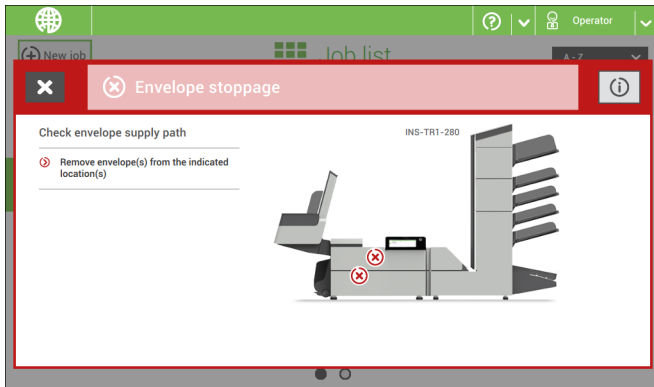 Operator
New job
Job list
A - Z
Envelope stoppage
Check envelope supply path
INS-TR1-280
Remove envelope(s) from the indicated
location(s)